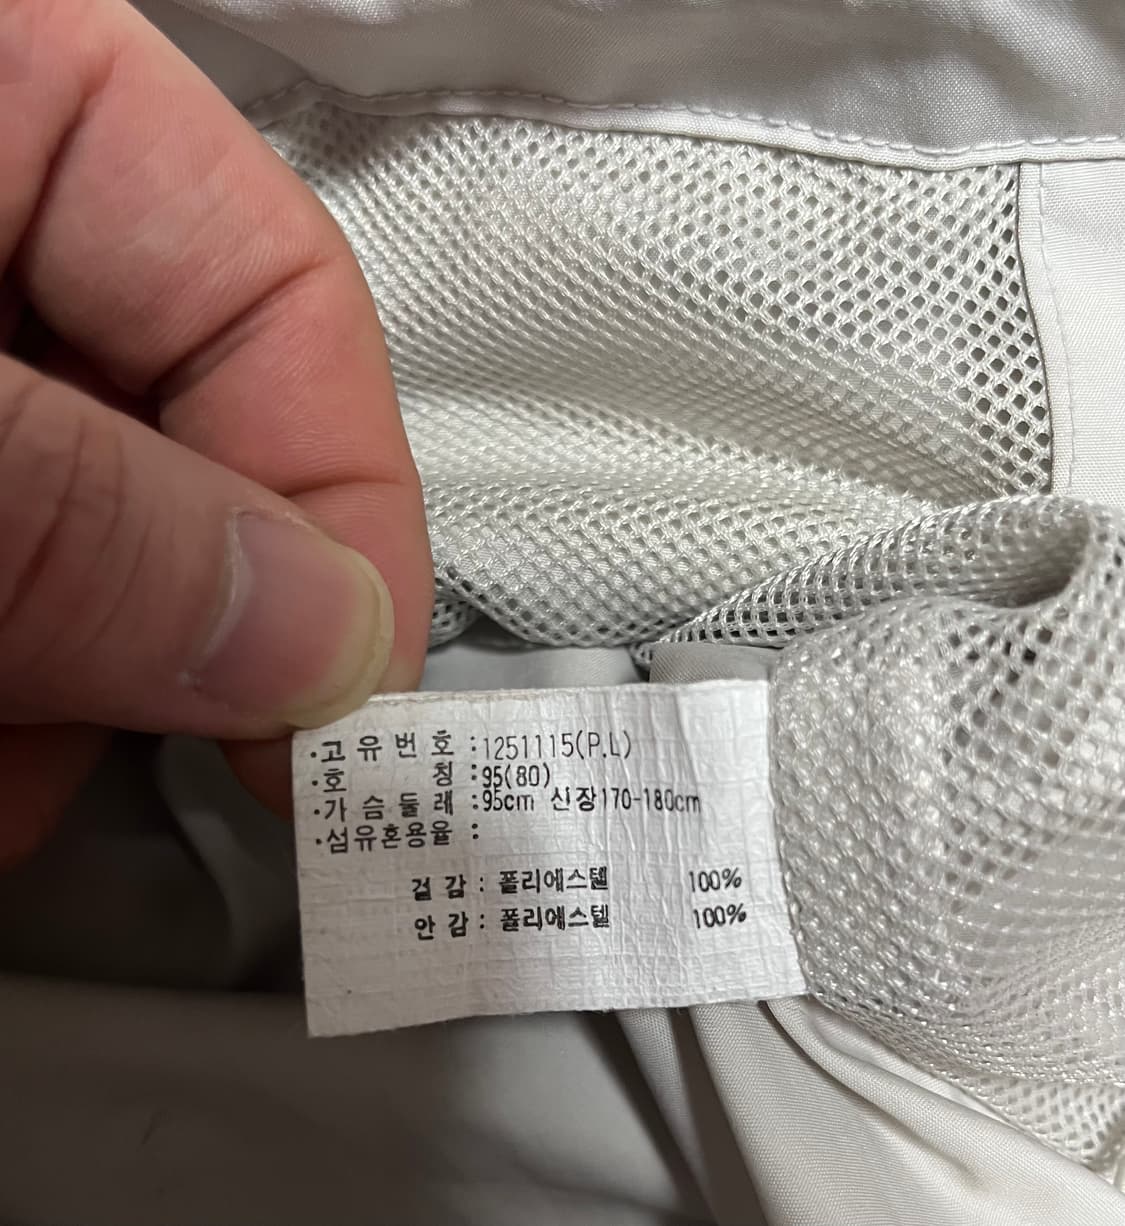 ·고유번호 :1251115(P.L)
·호 칭 :95(80)
·가슴둘레 :95cm 신장170-180cm
·섬유혼용율 :
겉감 : 폴리에스텔 100%
안감 : 폴리에스텔 100%